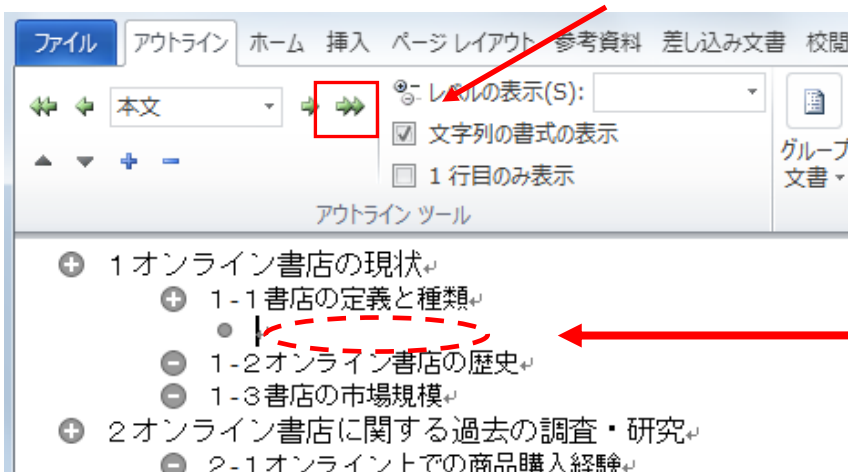 ファイル アウトライン ホーム 挿入 ページ レイアウト 参考資料 差し込み文書 校閲
本文
レベルの表示(S):
文字列の書式の表示
1 行目のみ表示
グループ
文書
アウトライン ツール
1オンライン書店の現状
1-1書店の定義と種類
1-2オンライン書店の歴史
1-3書店の市場規模
2オンライン書店に関する過去の調査・研究
2-1オンライン上での商品購入経験